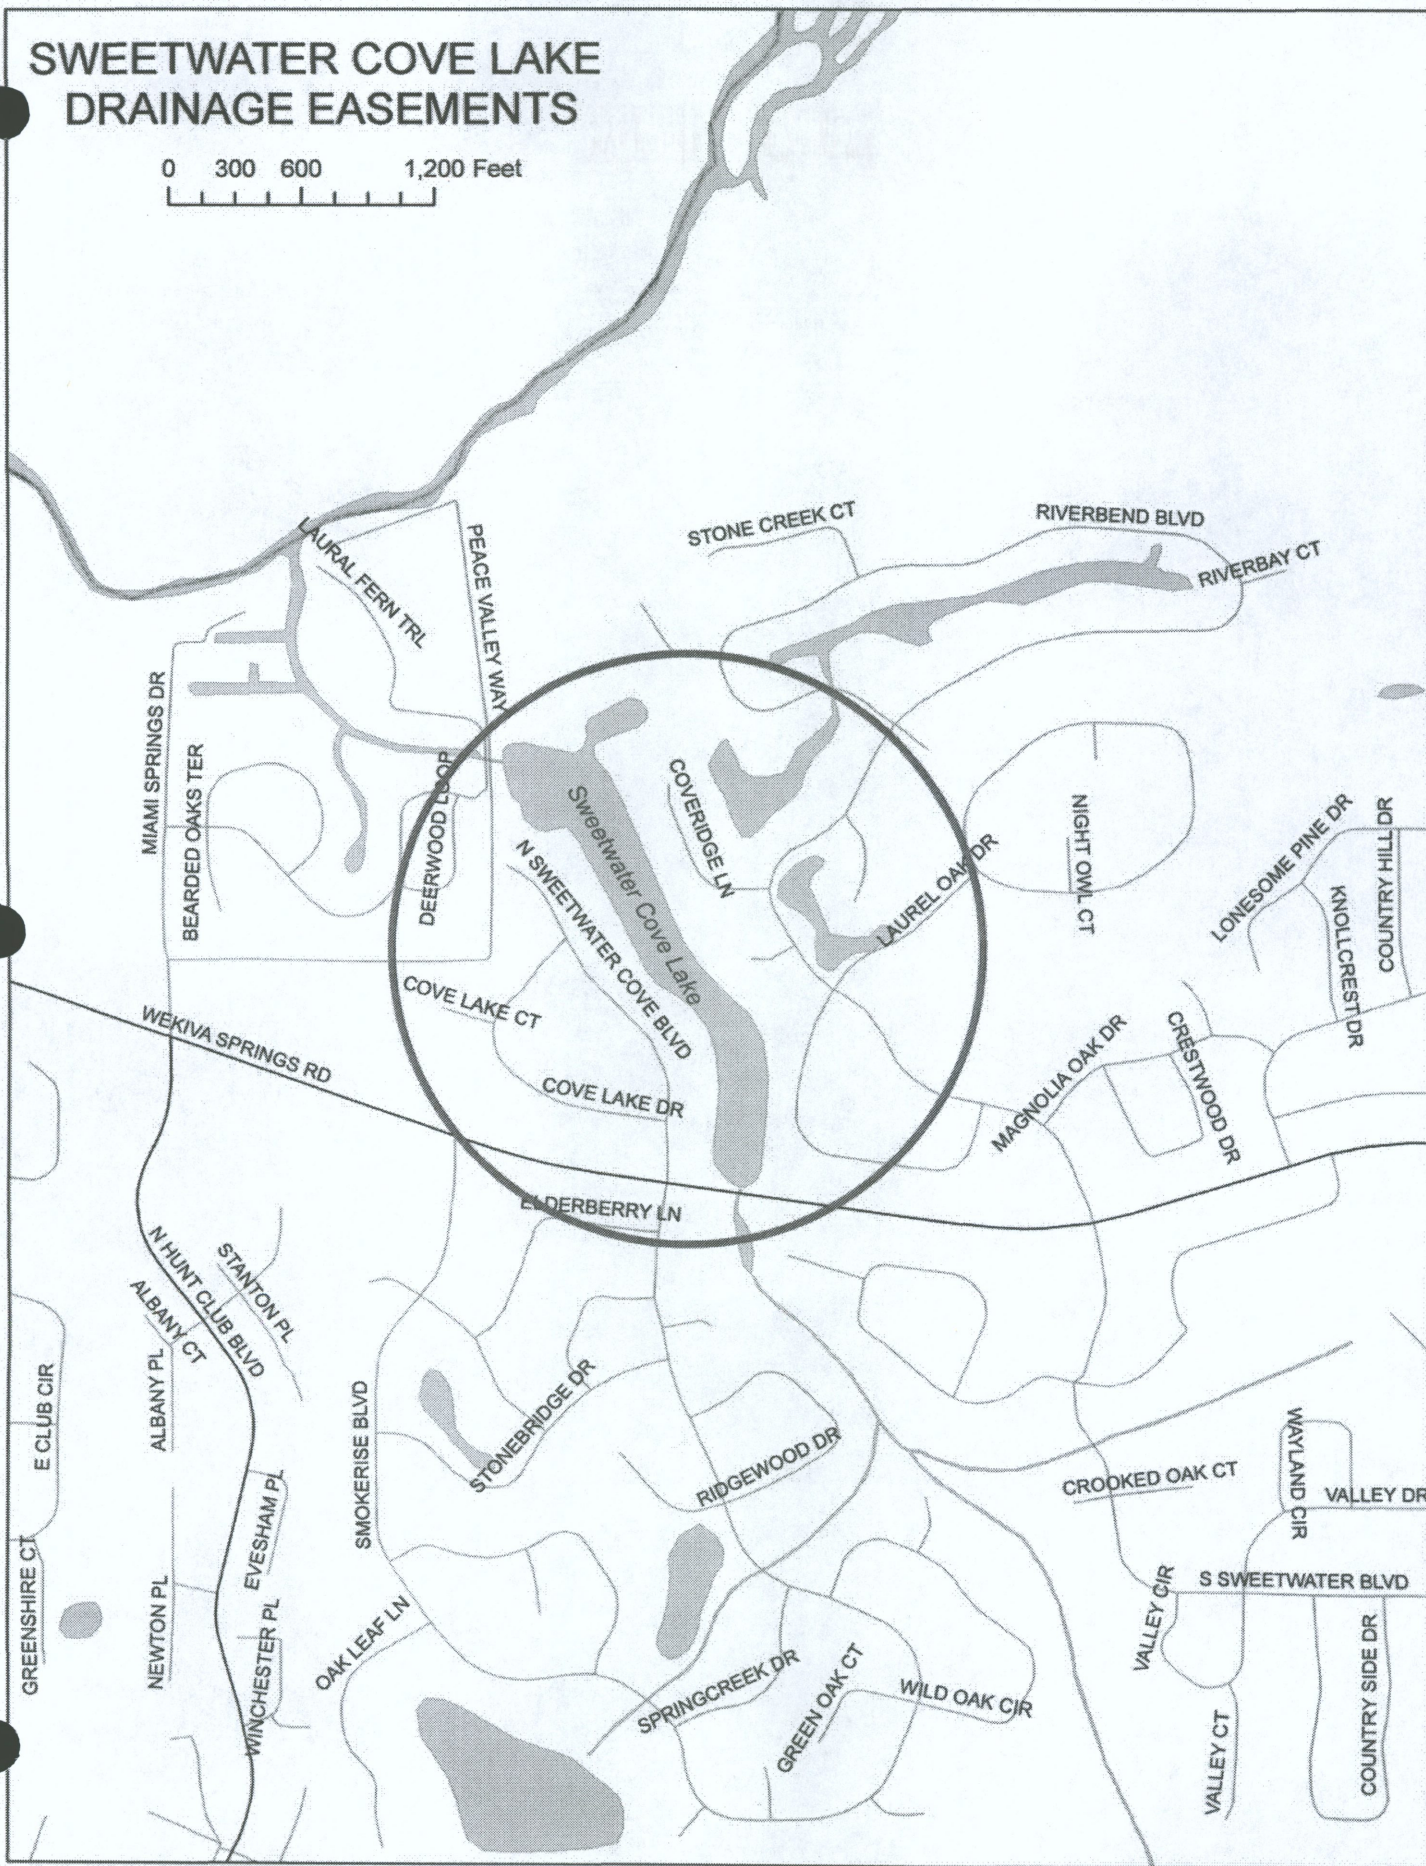 SWEETWATER COVE LAKE
DRAINAGE EASEMENTS
0 300 600 1,200 Feet
STONE CREEK CT
RIVERBEND BLVD
RIVERBAY CT
LAURAL FERN TRL
PEACE VALLEY WAY
MIAMI SPRINGS DR
BEARDED OAKS TER
DEERWOOD LOOP
Sweetwater Cove Lake
COVERIDGE LN
N SWEETWATER COVE BLVD
LAUREL OAK DR
NIGHT OWL CT
LONESOME PINE DR
COUNTRY HILL DR
KNOLLCREST DR
COVE LAKE CT
WEKIVA SPRINGS RD
COVE LAKE DR
MAGNOLIA OAK DR
CRESTWOOD DR
ELDERBERRY LN
N HUNT CLUB BLVD
STANTON PL
ALBANY CT
ALBANY PL
E CLUB CIR
SMOKERISE BLVD
STONEBRIDGE DR
RIDGEWOOD DR
CROOKED OAK CT
WAYLAND CIR
VALLEY DR
EVESHAM PL
GREENSHIRE CT
NEWTON PL
WINCHESTER PL
OAK LEAF LN
SPRINGCREEK DR
GREEN OAK CT
WILD OAK CIR
VALLEY CIR
S SWEETWATER BLVD
VALLEY CT
COUNTRY SIDE DR